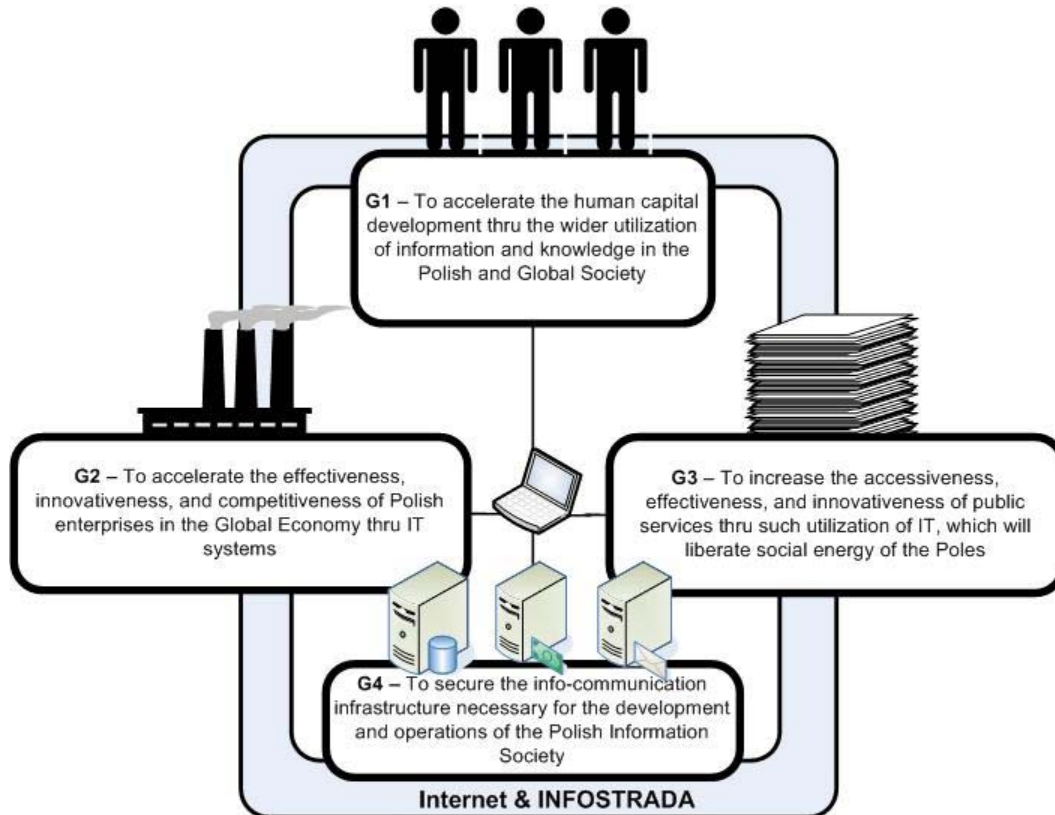 G1 – To accelerate the human capital
development thru the wider utilization
of information and knowledge in the
Polish and Global Society
G2 – To accelerate the effectiveness,
innovativeness, and competitiveness of Polish
enterprises in the Global Economy thru IT
systems
G3 – To increase the accessiveness,
effectiveness, and innovativeness of public
services thru such utilization of IT, which will
liberate social energy of the Poles
G4 – To secure the info-communication
infrastructure necessary for the development
and operations of the Polish Information
Society
Internet & INFOSTRADA